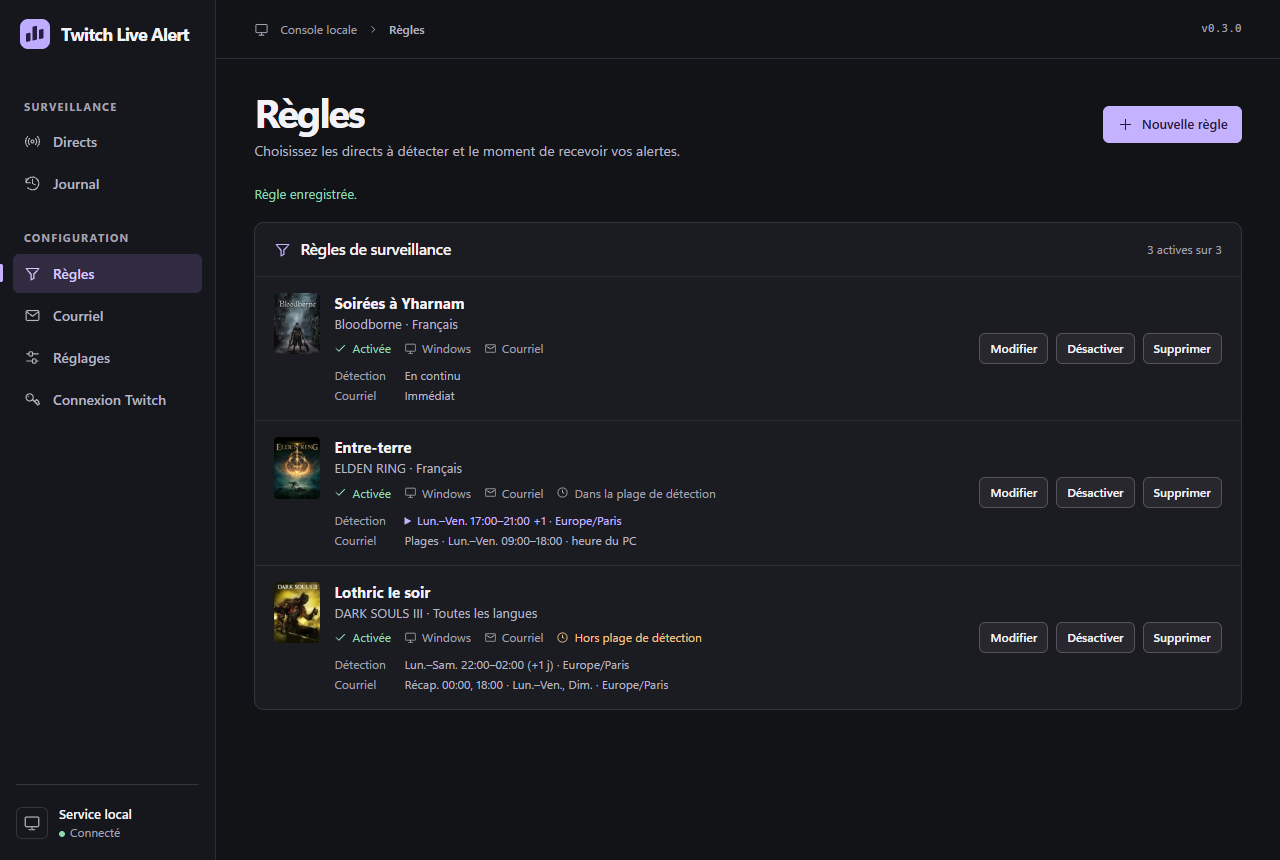 Twitch Live Alert
Console locale > Règles
v0.3.0
SURVEILLANCE
Directs
Journal
CONFIGURATION
Règles
Courriel
Réglages
Connexion Twitch
Service local
Connecté
Règles
Choisissez les directs à détecter et le moment de recevoir vos alertes.
+ Nouvelle règle
Règle enregistrée.
Règles de surveillance
3 actives sur 3
Bloodborne
Soirées à Yharnam
Bloodborne · Français
Activée Windows Courriel
Détection En continu
Courriel Immédiat
Modifier Désactiver Supprimer
ELDEN RING
Entre-terre
ELDEN RING · Français
Activée Windows Courriel Dans la plage de détection
Détection ▶ Lun.–Ven. 17:00–21:00 +1 · Europe/Paris
Courriel Plages · Lun.–Ven. 09:00–18:00 · heure du PC
Modifier Désactiver Supprimer
DARK SOULS III
Lothric le soir
DARK SOULS III · Toutes les langues
Activée Windows Courriel Hors plage de détection
Détection Lun.–Sam. 22:00–02:00 (+1 j) · Europe/Paris
Courriel Récap. 00:00, 18:00 · Lun.–Ven., Dim. · Europe/Paris
Modifier Désactiver Supprimer